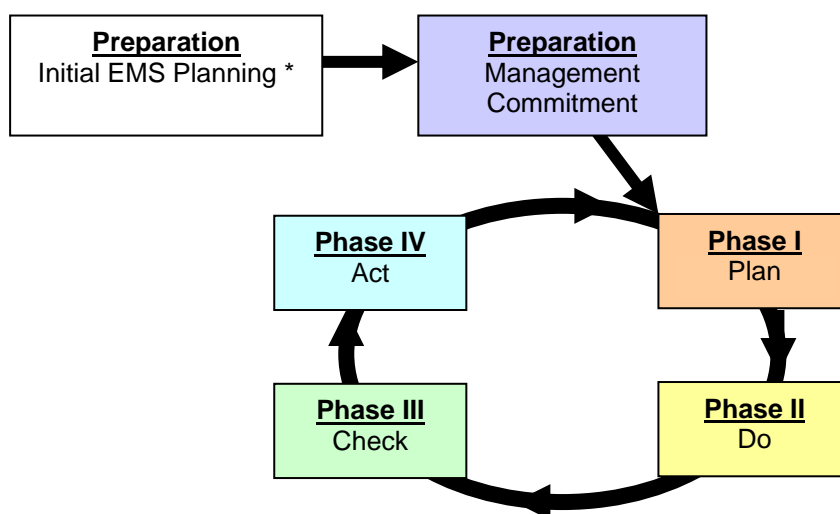 Preparation
Initial EMS Planning *
Preparation
Management
Commitment
Phase IV
Act
Phase I
Plan
Phase III
Check
Phase II
Do